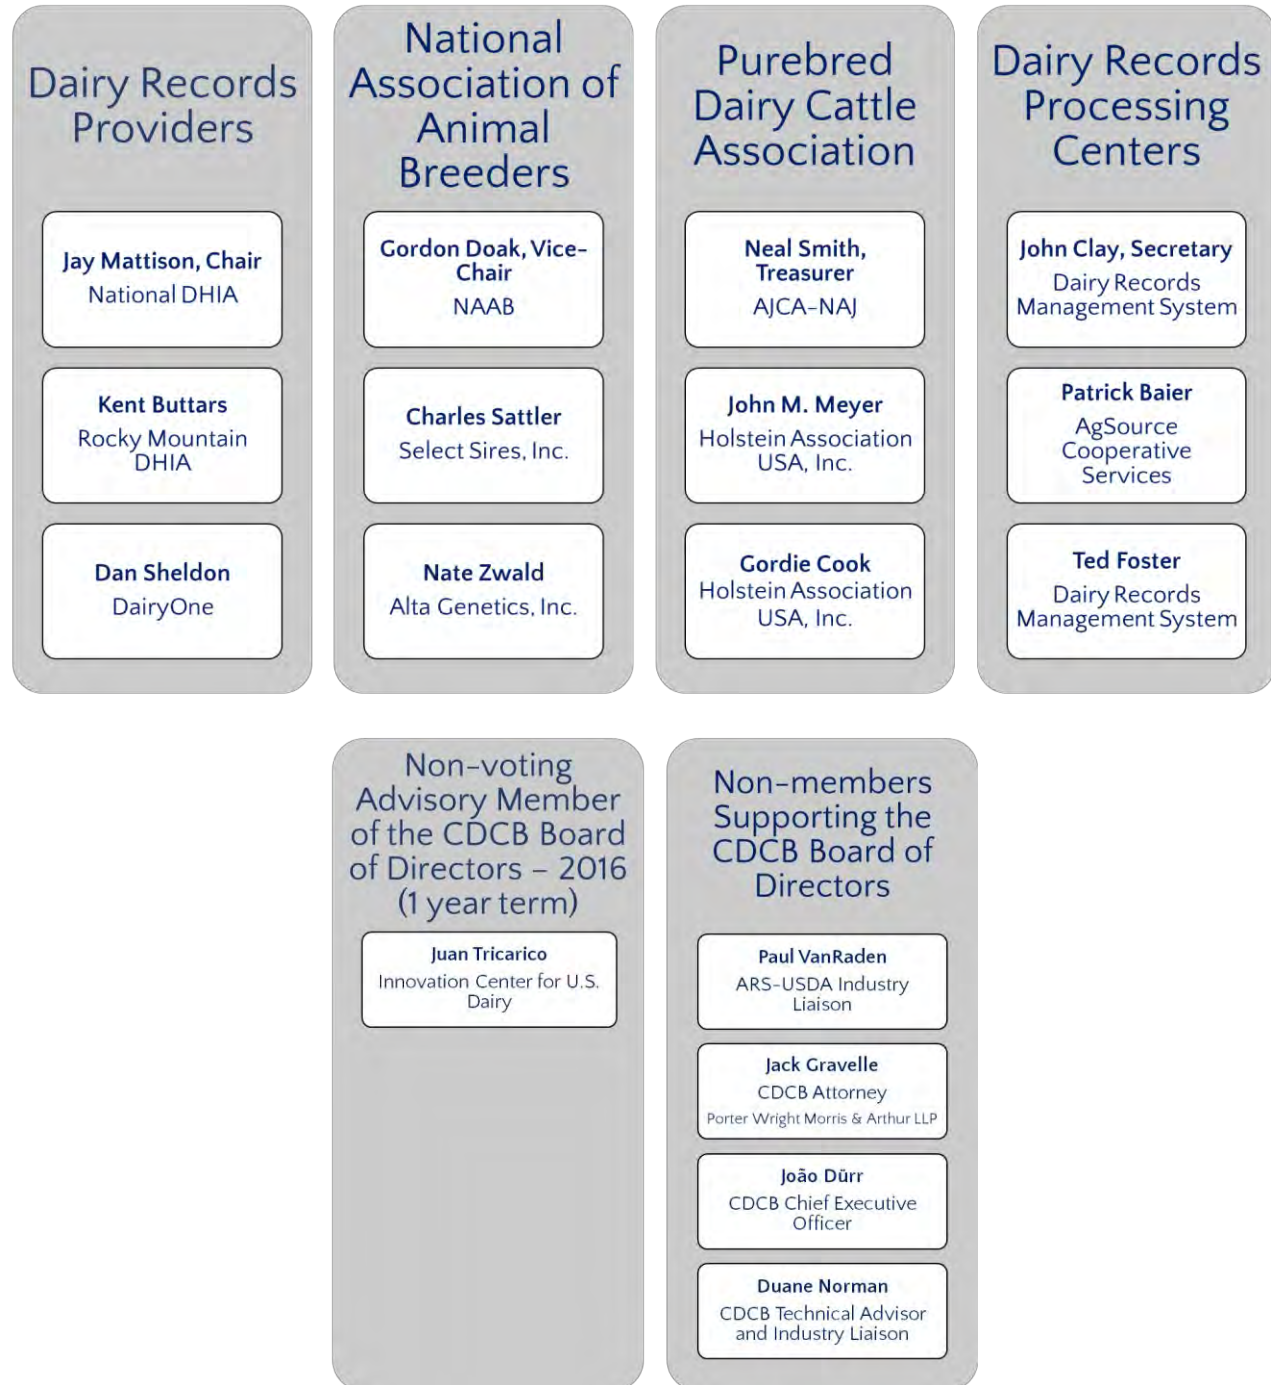 Dairy Records
Providers
Jay Mattison, Chair
National DHIA
Kent Buttars
Rocky Mountain
DHIA
Dan Sheldon
DairyOne
National
Association of
Animal
Breeders
Gordon Doak, Vice-
Chair
NAAB
Charles Sattler
Select Sires, Inc.
Nate Zwald
Alta Genetics, Inc.
Purebred
Dairy Cattle
Association
Neal Smith,
Treasurer
AJCA-NAJ
John M. Meyer
Holstein Association
USA, Inc.
Gordie Cook
Holstein Association
USA, Inc.
Dairy Records
Processing
Centers
John Clay, Secretary
Dairy Records
Management System
Patrick Baier
AgSource
Cooperative
Services
Ted Foster
Dairy Records
Management System
Non-voting
Advisory Member
of the CDCB Board
of Directors – 2016
(1 year term)
Juan Tricarico
Innovation Center for U.S.
Dairy
Non-members
Supporting the
CDCB Board of
Directors
Paul VanRaden
ARS-USDA Industry
Liaison
Jack Gravelle
CDCB Attorney
Porter Wright Morris & Arthur LLP
João Dürr
CDCB Chief Executive
Officer
Duane Norman
CDCB Technical Advisor
and Industry Liaison